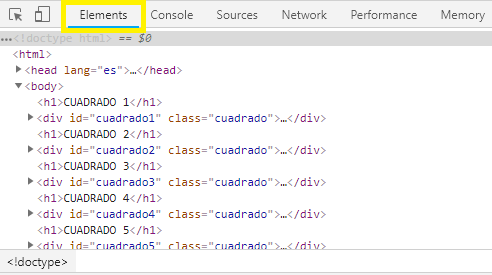 Elements Console Sources Network Performance Memory
…<!doctype html> == $0
<html>
▶<head lang="es">…</head>
▼<body>
<h1>CUADRADO 1</h1>
▶<div id="cuadrado1" class="cuadrado">…</div>
<h1>CUADRADO 2</h1>
▶<div id="cuadrado2" class="cuadrado">…</div>
<h1>CUADRADO 3</h1>
▶<div id="cuadrado3" class="cuadrado">…</div>
<h1>CUADRADO 4</h1>
▶<div id="cuadrado4" class="cuadrado">…</div>
<h1>CUADRADO 5</h1>
▶<div id="cuadrado5" class="cuadrado">…</div>
<!doctype>